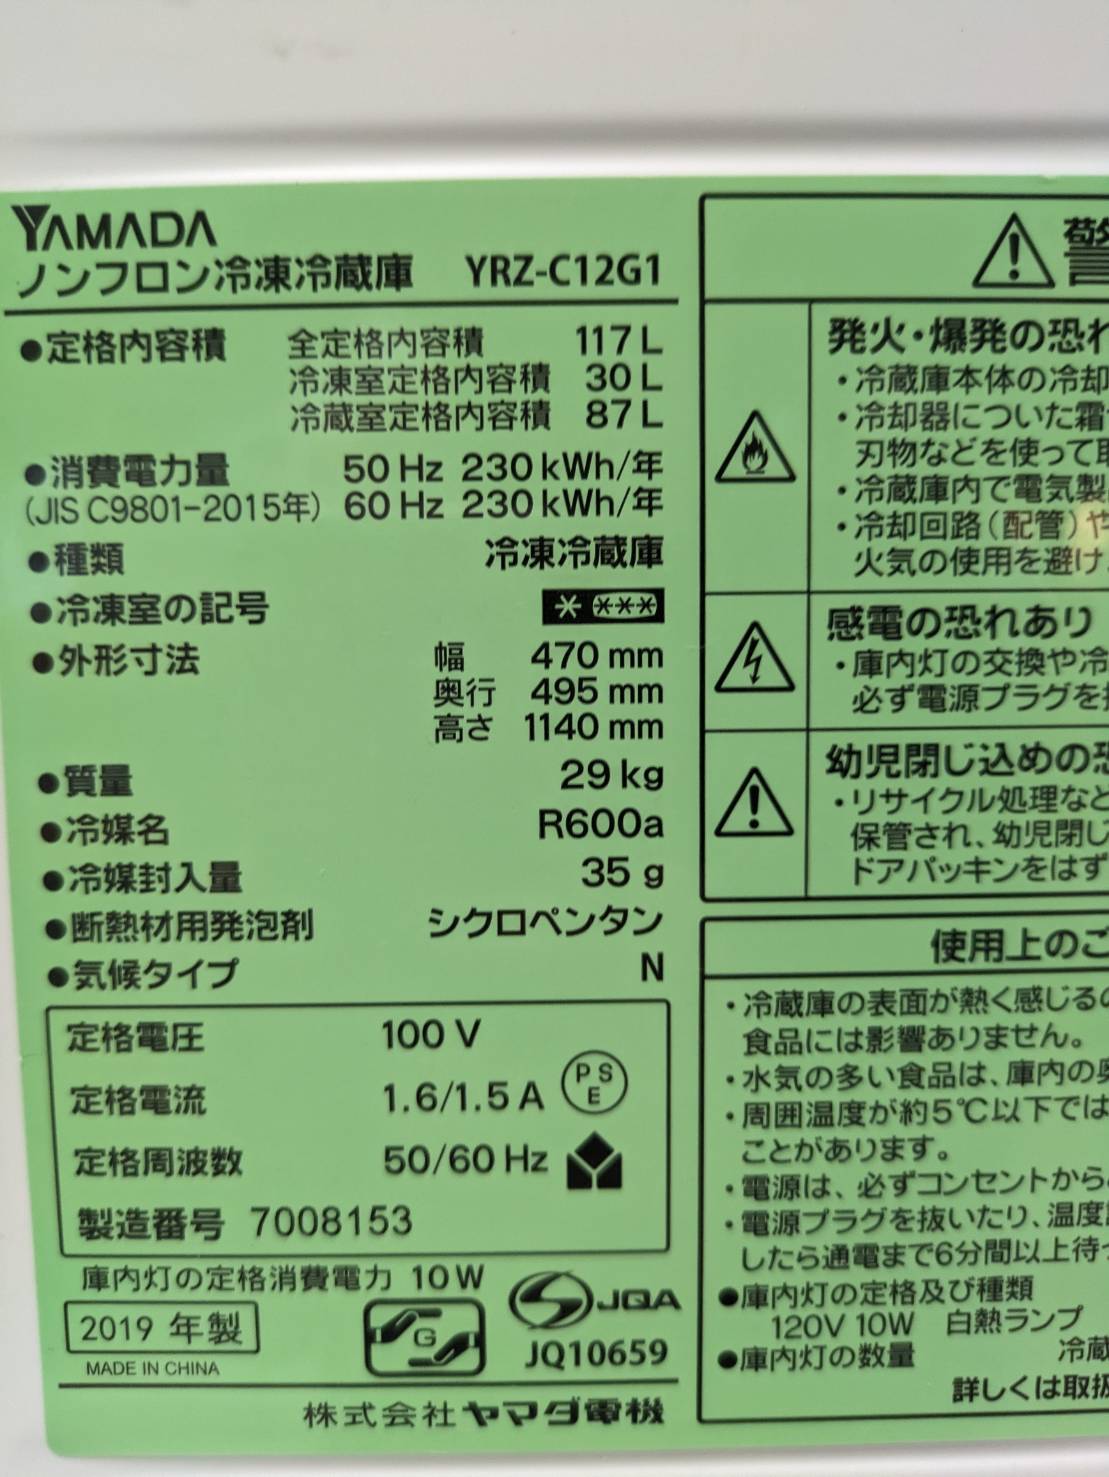 YAMADA
ノンフロン冷凍冷蔵庫 YRZ-C12G1
●定格内容積 全定格内容積 117 L
冷凍室定格内容積 30 L
冷蔵室定格内容積 87 L
●消費電力量 50 Hz 230 kWh/年
(JIS C9801-2015年) 60 Hz 230 kWh/年
●種類 冷凍冷蔵庫
●冷凍室の記号 * ***
●外形寸法 幅 470 mm
奥行 495 mm
高さ 1140 mm
●質量 29 kg
●冷媒名 R600a
●冷媒封入量 35 g
●断熱材用発泡剤 シクロペンタン
●気候タイプ N
定格電圧 100 V
定格電流 1.6/1.5 A
PS
E
定格周波数 50/60 Hz
製造番号 7008153
庫内灯の定格消費電力 10 W
2019 年製
MADE IN CHINA
G
JQA
JQ10659
株式会社ヤマダ電機
発火・爆発の恐れ
・冷蔵庫本体の冷却
・冷却器についた霜
刃物などを使って
・冷蔵庫内で電気製
・冷却回路(配管)や
火気の使用を避け
感電の恐れあり
・庫内灯の交換や冷
必ず電源プラグを
幼児閉じ込めの恐
・リサイクル処理など
保管され、幼児閉じ
ドアパッキンをはず
使用上のご
・冷蔵庫の表面が熱く感じるの
食品には影響ありません。
・水気の多い食品は、庫内の奥
・周囲温度が約5℃以下では
ことがあります。
・電源は、必ずコンセントから
・電源プラグを抜いたり、温度
したら通電まで6分間以上待
●庫内灯の定格及び種類
120V 10W 白熱ランプ
●庫内灯の数量 冷蔵
詳しくは取扱